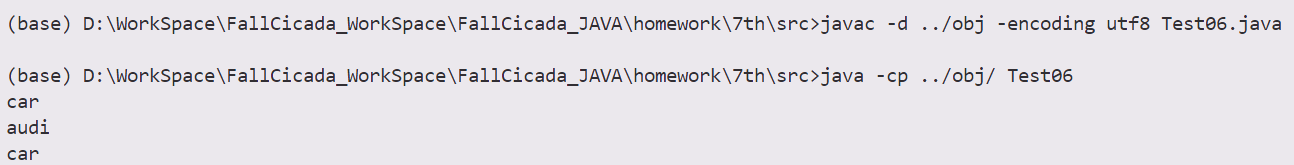 (base) D:\WorkSpace\FallCicada_WorkSpace\FallCicada_JAVA\homework\7th\src>javac -d ../obj -encoding utf8 Test06.java
(base) D:\WorkSpace\FallCicada_WorkSpace\FallCicada_JAVA\homework\7th\src>java -cp ../obj/ Test06
car
audi
car